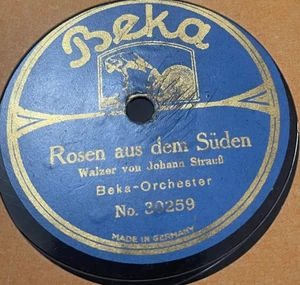 Beka
Rosen aus dem Süden
Walzer von Johann Strauß
Beka-Orchester
No. 30259
MADE IN GERMANY